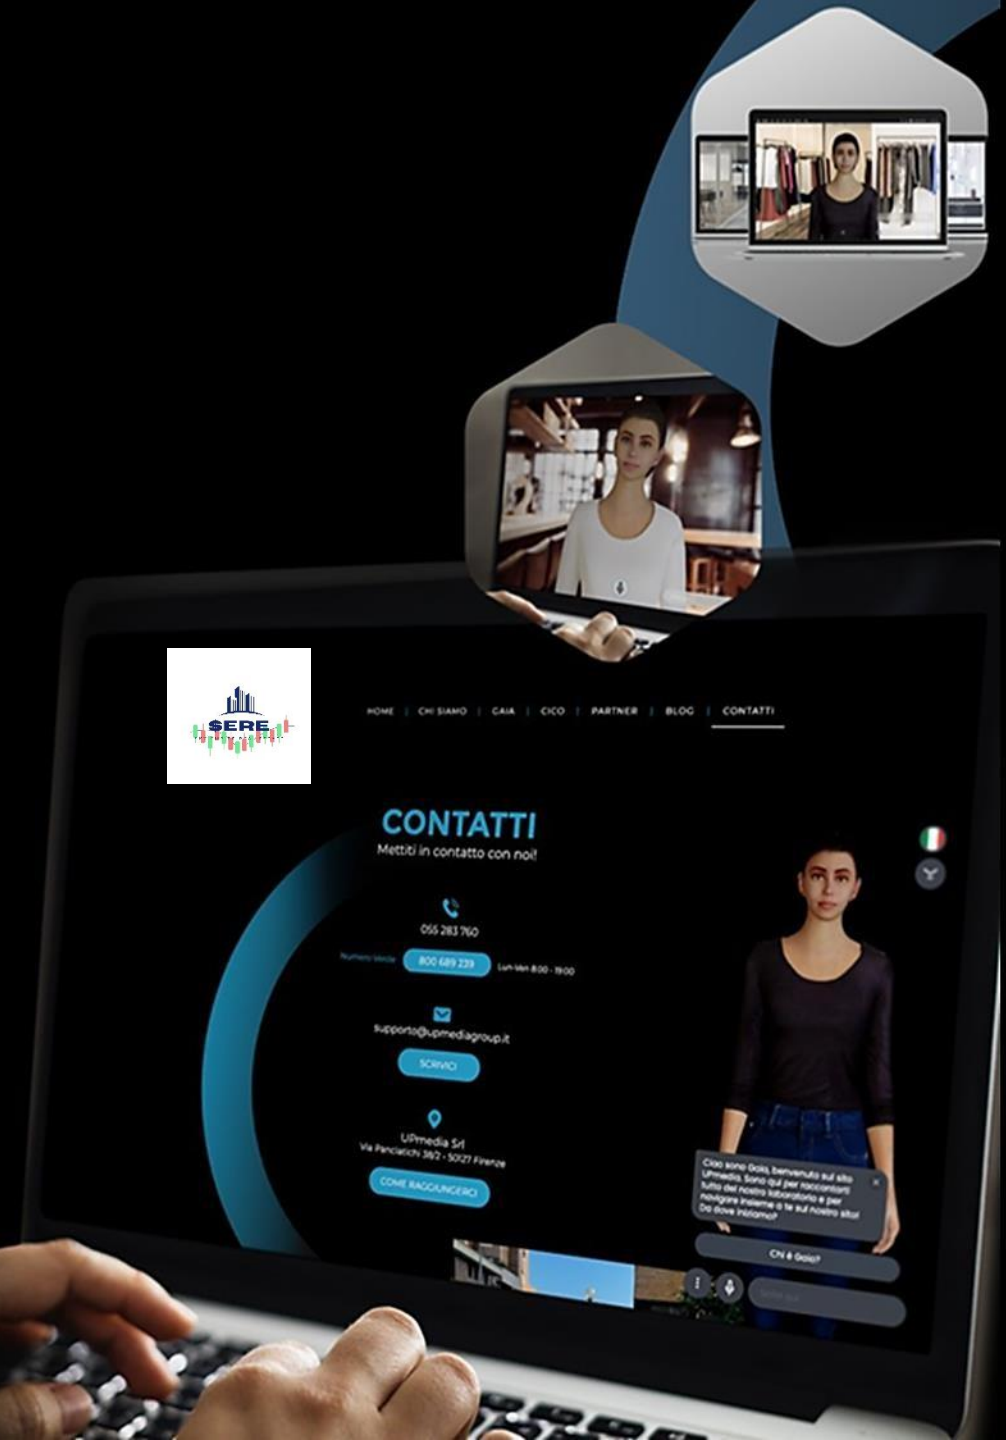 SERE
HOME
CHI SIAMO
GAIA
CICO
PARTNER
BLOG
CONTATTI
CONTATTI
Mettiti in contatto con noi!
055 283 760
Numero Verde
800 689 239
Lun-Ven 8:00 - 19:00
supporto@upmediagroup.it
SCRIVICI
UPmedia Srl
Via Panciatichi 38/2 - 50127 Firenze
COME RAGGIUNGERCI
Ciao sono Gaia, benvenuto sul sito
UPmedia. Sono qui per raccontarti
tutto del nostro laboratorio e per
navigare insieme a te sul nostro sito!
Da dove iniziamo?
Chi è Gaia?